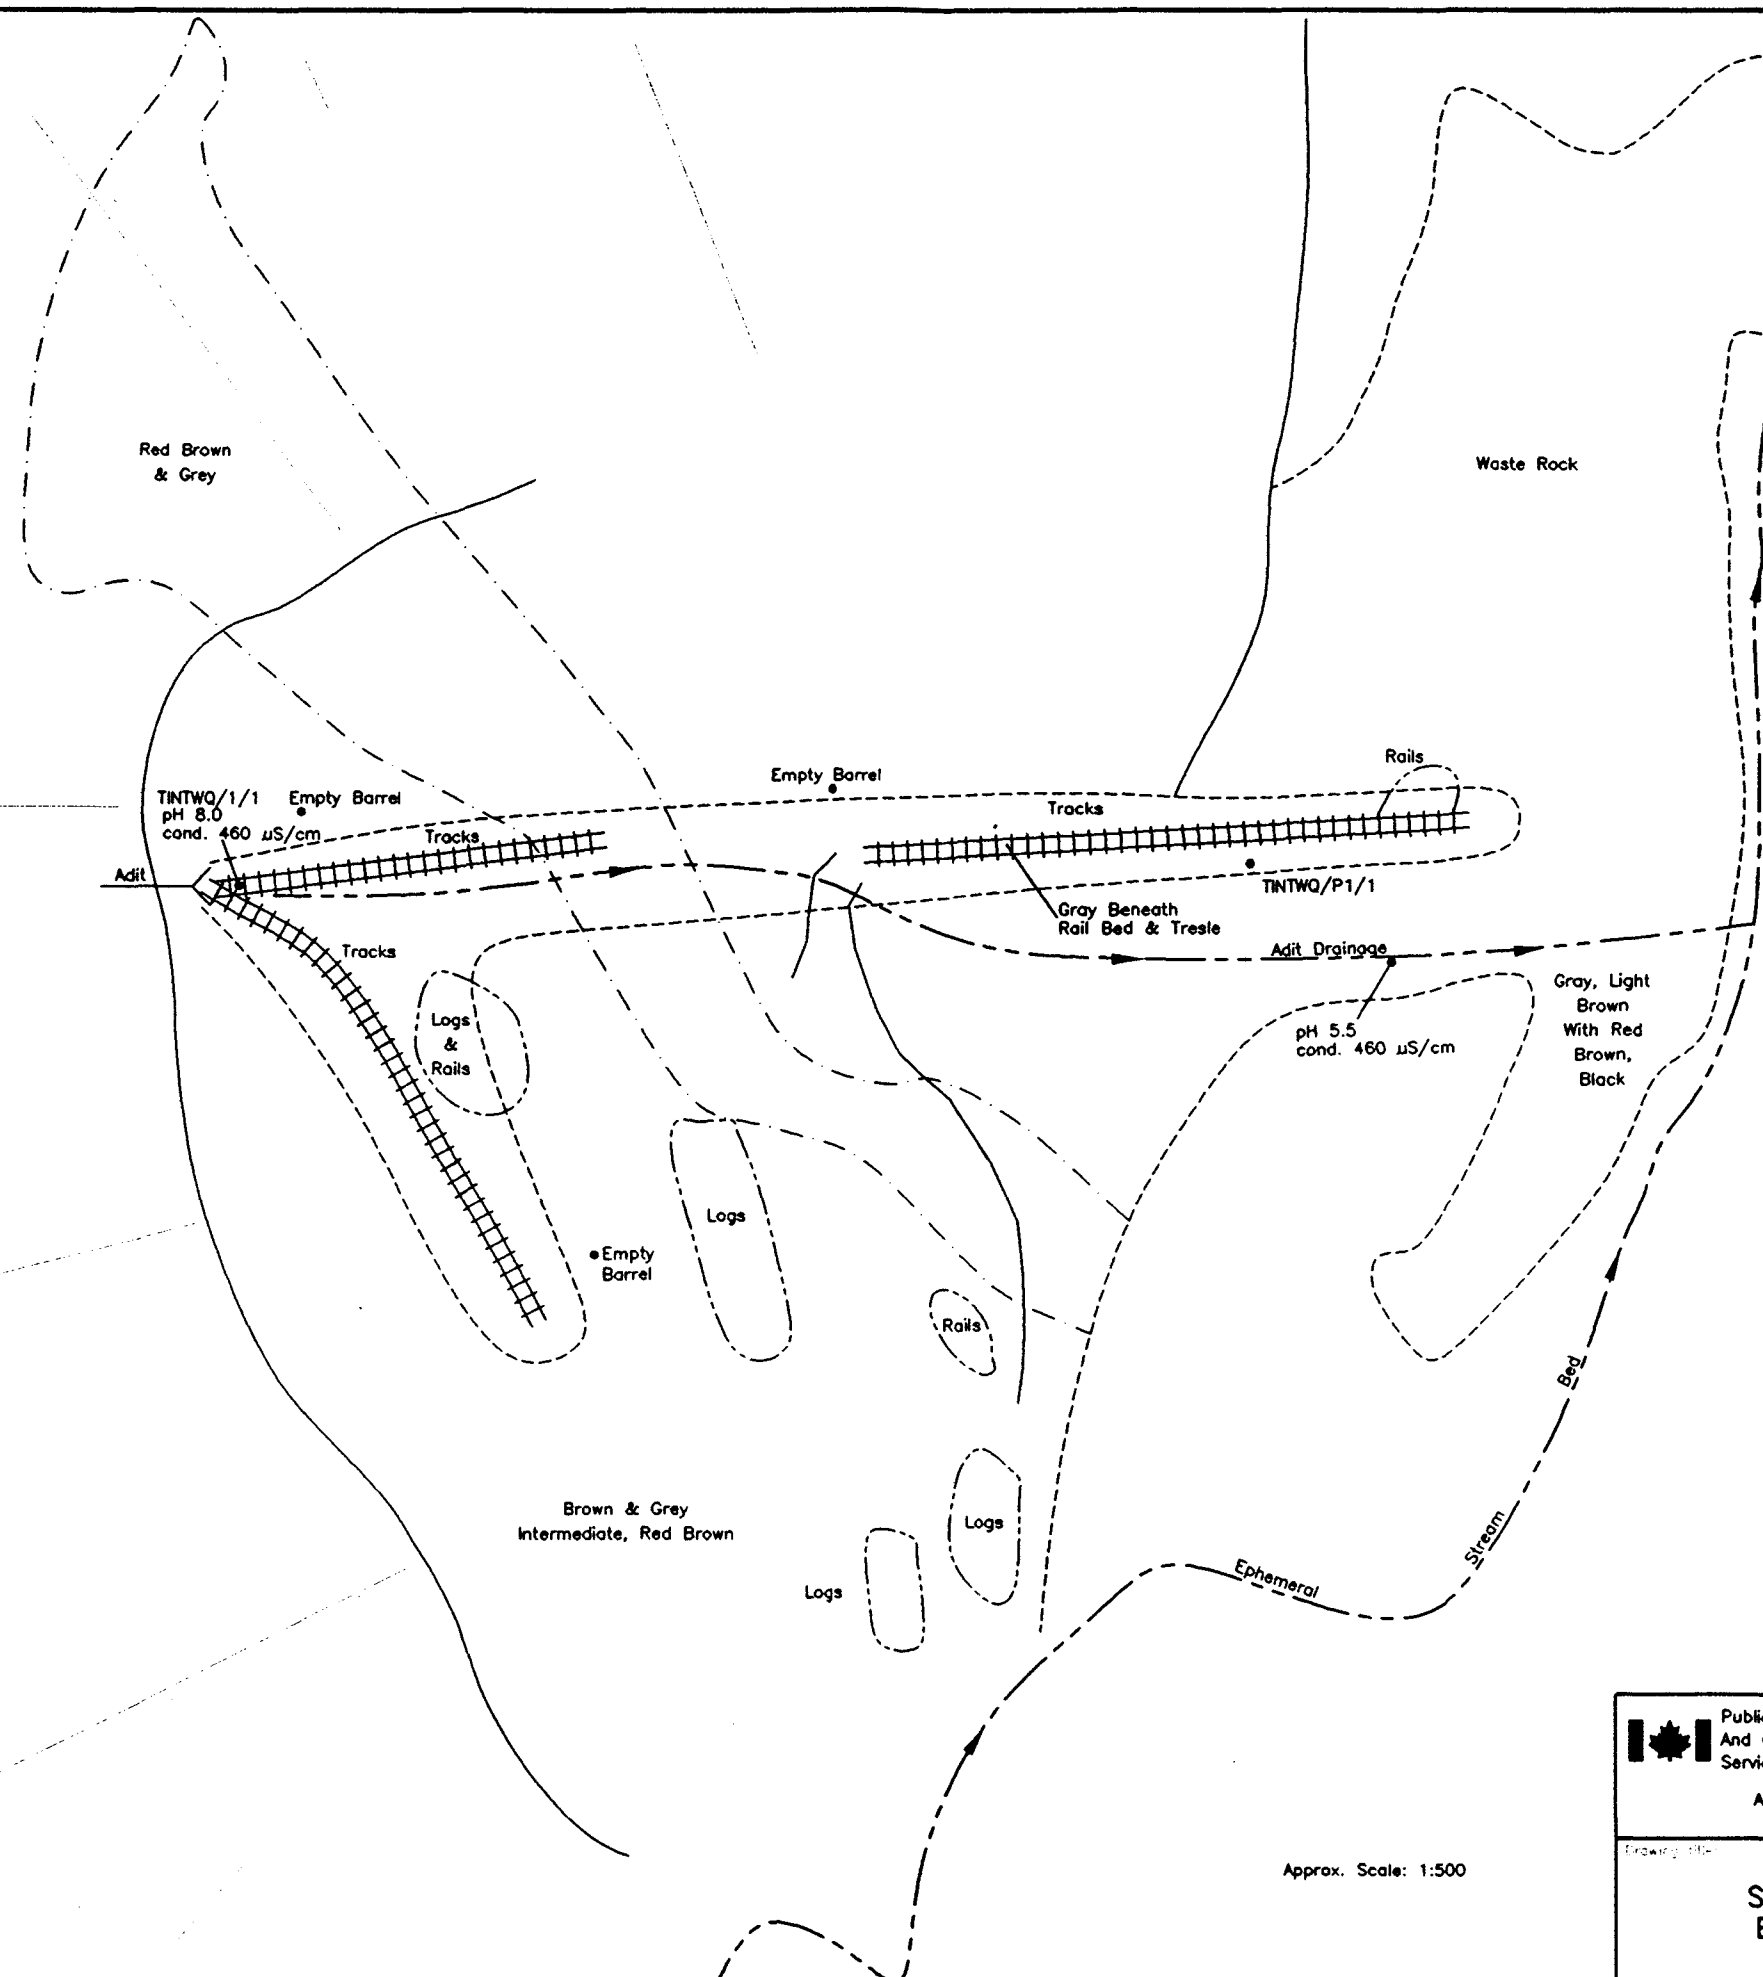 Red Brown
& Grey
Waste Rock
Rails
Empty Barrel
Tracks
TINTWQ/1/1
pH 8.0
cond. 460 µS/cm
Empty Barrel
Tracks
Adit
TINTWQ/P1/1
Gray Beneath
Rail Bed & Tresle
Tracks
Adit Drainage
Gray, Light
Brown
With Red
Brown,
Black
Logs
&
Rails
pH 5.5
cond. 460 µS/cm
Logs
Empty
Barrel
Rails
Bed
Brown & Grey
Intermediate, Red Brown
Logs
Stream
Logs
Ephemeral
And
Approx. Scale: 1:500